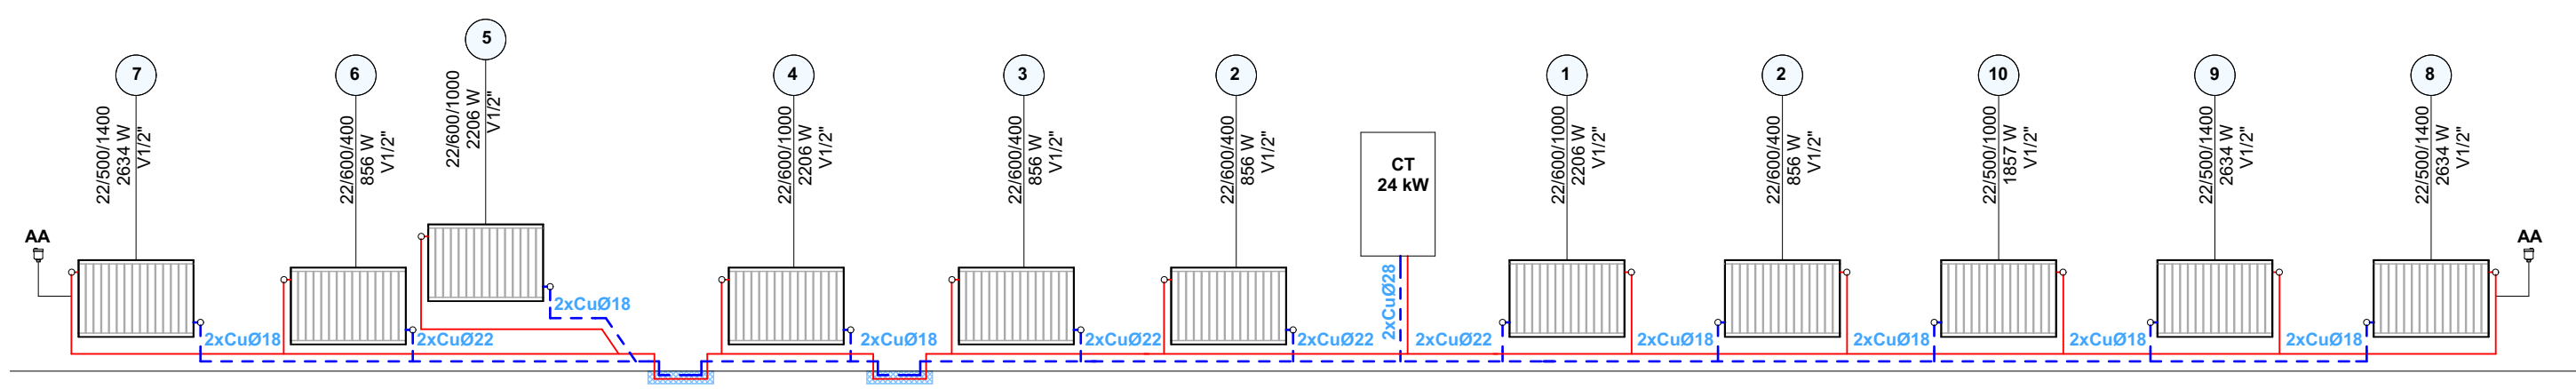 7
22/500/1400
2634 W
V1/2"
6
22/600/400
856 W
V1/2"
5
22/600/1000
2206 W
V1/2"
4
22/600/1000
2206 W
V1/2"
3
22/600/400
856 W
V1/2"
2
22/600/400
856 W
V1/2"
CT
24 kW
1
22/600/1000
2206 W
V1/2"
2
22/600/400
856 W
V1/2"
10
22/500/1000
1857 W
V1/2"
9
22/500/1400
2634 W
V1/2"
8
22/500/1400
2634 W
V1/2"
AA
AA
2xCuØ18
2xCuØ22
2xCuØ18
2xCuØ18
2xCuØ22
2xCuØ22
2xCuØ28
2xCuØ22
2xCuØ18
2xCuØ18
2xCuØ18
2xCuØ18